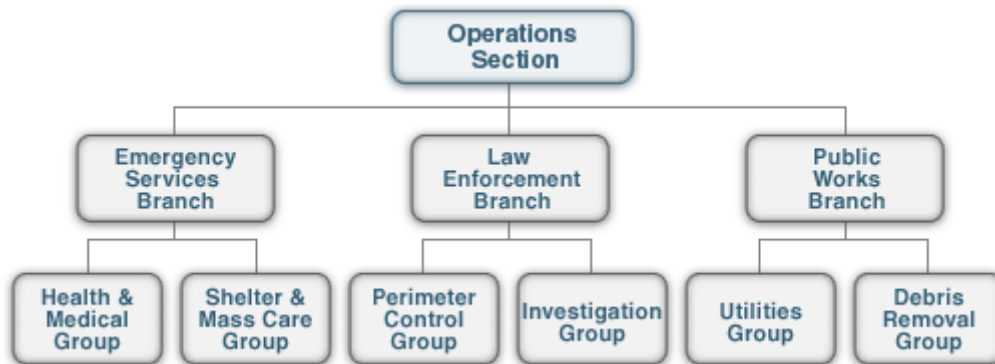 Operations
Section
Emergency
Services
Branch
Law
Enforcement
Branch
Public
Works
Branch
Health &
Medical
Group
Shelter &
Mass Care
Group
Perimeter
Control
Group
Investigation
Group
Utilities
Group
Debris
Removal
Group